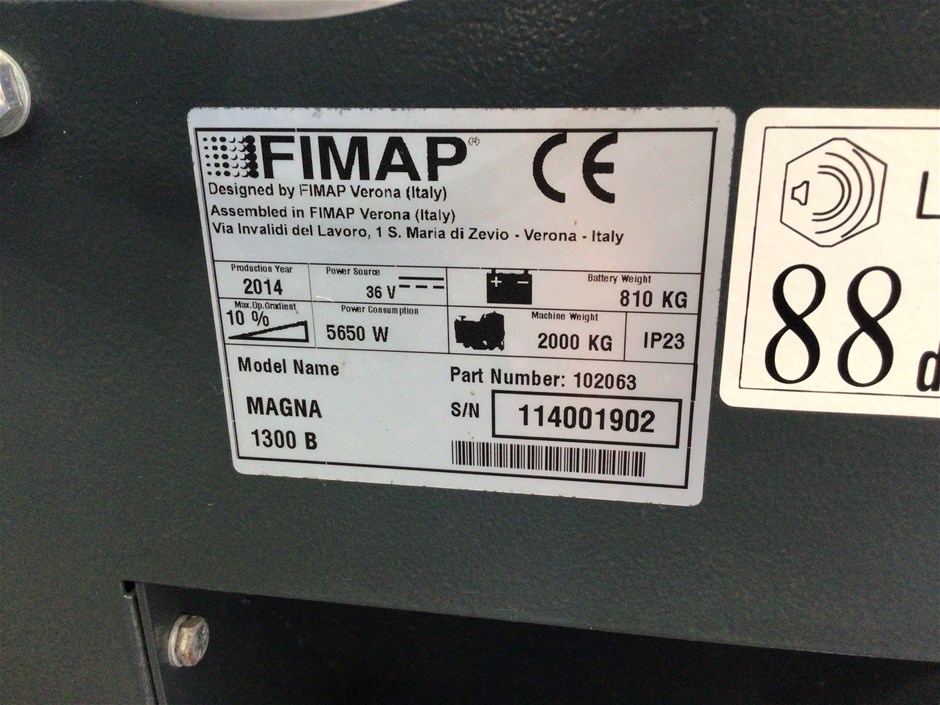 FIMAP® CE
Designed by FIMAP Verona (Italy)
Assembled in FIMAP Verona (Italy)
Via Invalidi del Lavoro, 1 S. Maria di Zevio - Verona - Italy
Production Year
2014
Power Source
36 V
+ −
Battery Weight
810 KG
Max.Op.Gradient
10 %
Power Consumption
5650 W
Machine Weight
2000 KG
IP23
Model Name
MAGNA
1300 B
Part Number: 102063
S/N 114001902
L
88
d